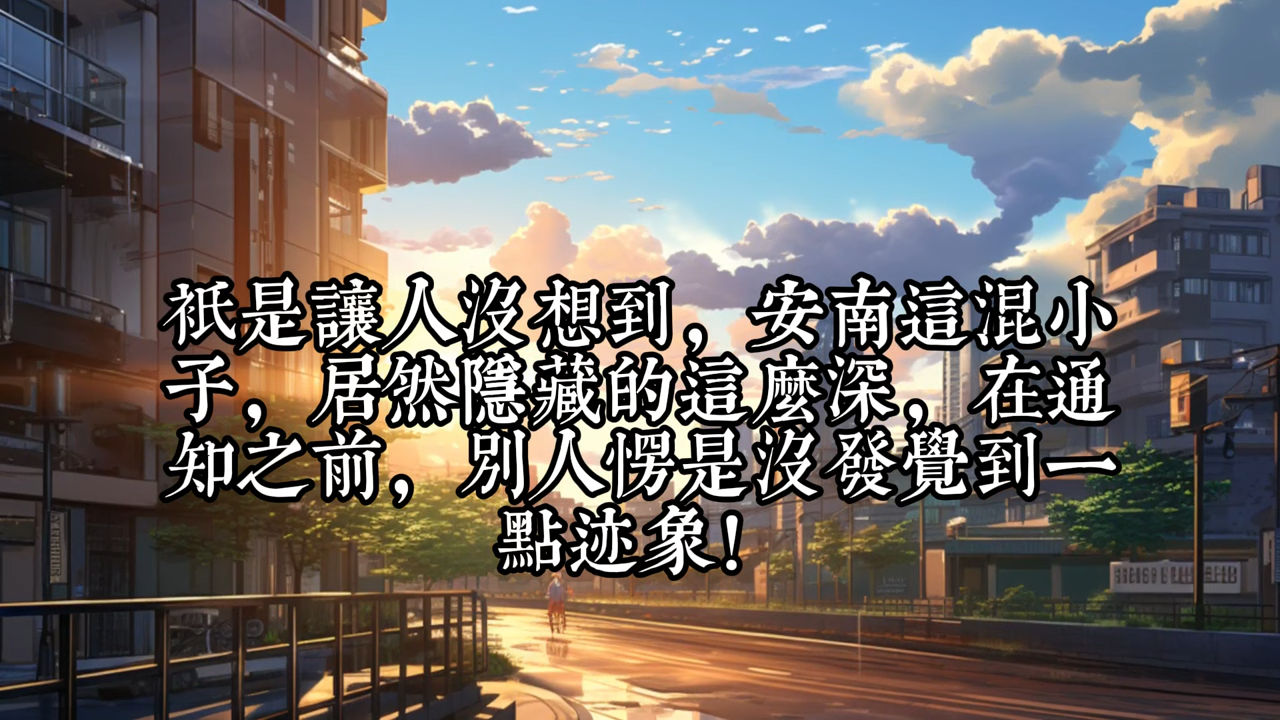 衹是讓人沒想到，安南這混小
子，居然隱藏的這麼深，在通
知之前，別人愣是沒發覺到一
點迹象！